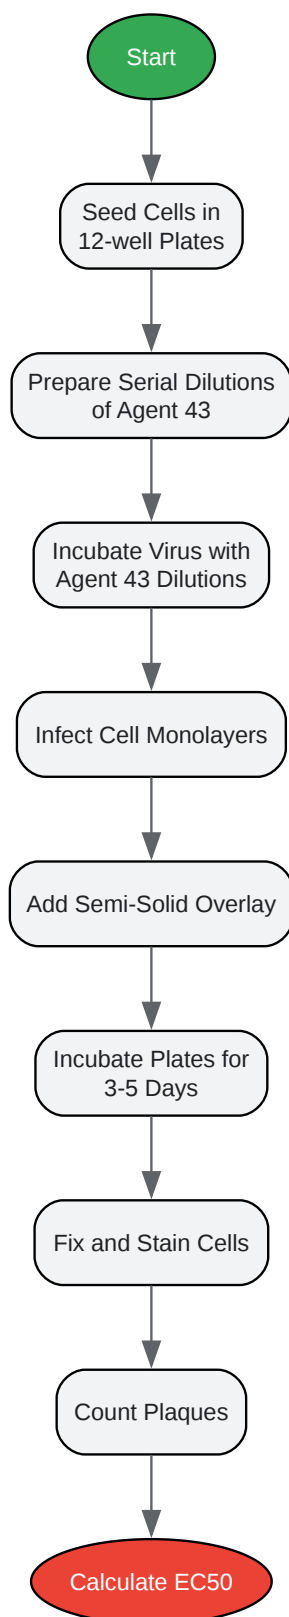 Start
Seed Cells in
12-well Plates
Prepare Serial Dilutions
of Agent 43
Incubate Virus with
Agent 43 Dilutions
Infect Cell Monolayers
Add Semi-Solid Overlay
Incubate Plates for
3-5 Days
Fix and Stain Cells
Count Plaques
Calculate EC50